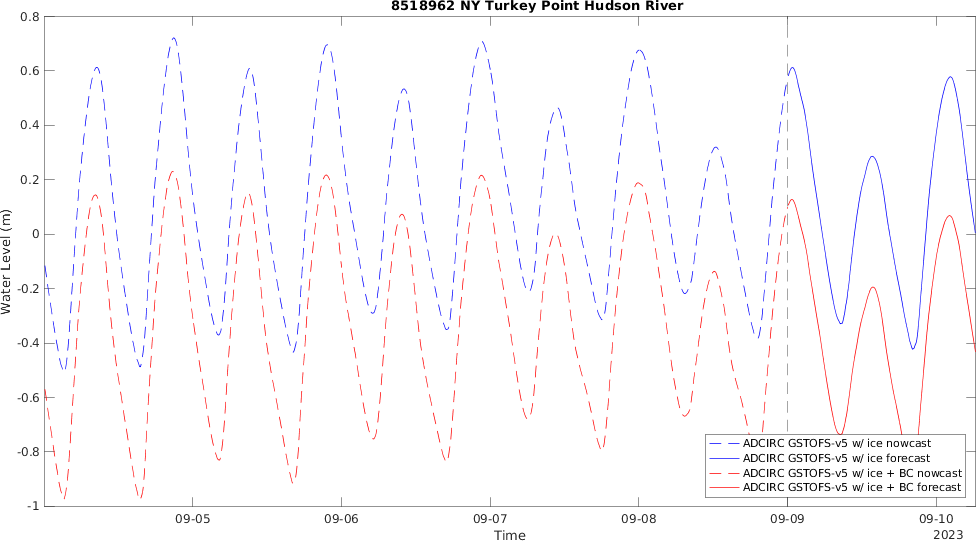 8518962 NY Turkey Point Hudson River
0.8
0.6
0.4
0.2
0
-0.2
-0.4
-0.6
-0.8
-1
Water Level (m)
09-05
09-06
09-07
09-08
09-09
09-10
Time
2023
ADCIRC GSTOFS-v5 w/ ice nowcast
ADCIRC GSTOFS-v5 w/ ice forecast
ADCIRC GSTOFS-v5 w/ ice + BC nowcast
ADCIRC GSTOFS-v5 w/ ice + BC forecast